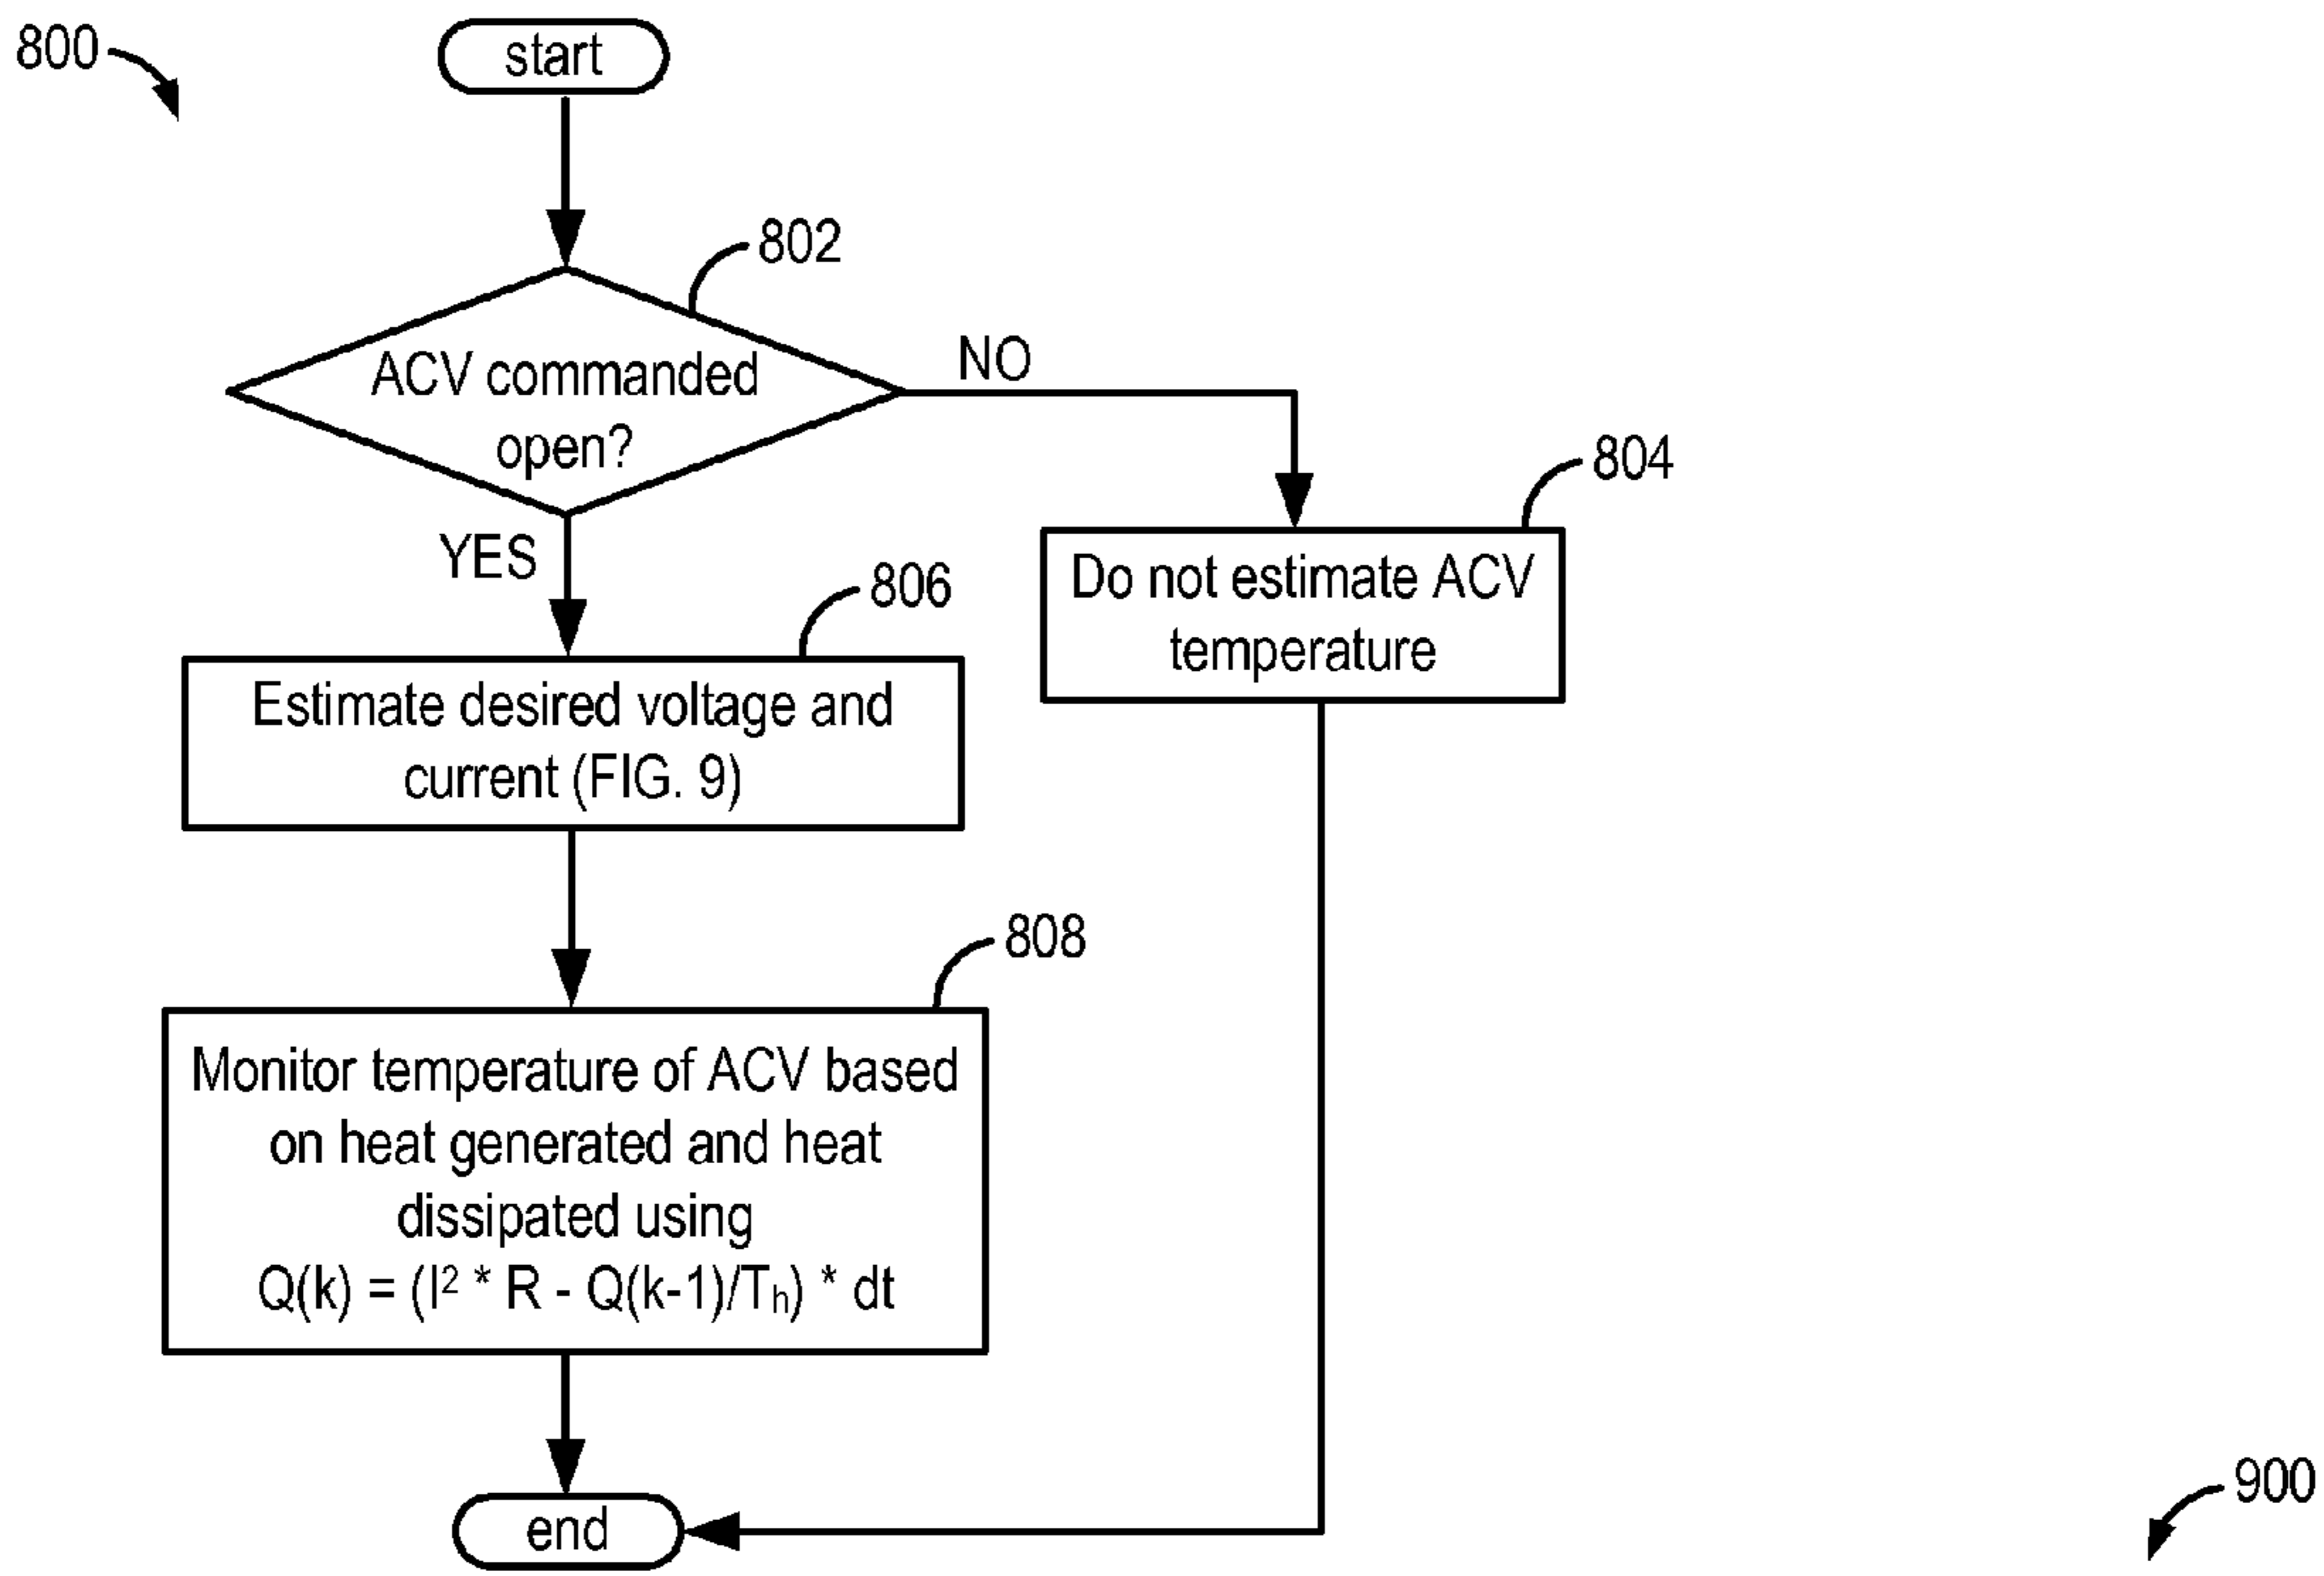 800
start
802
ACV commanded
open?
NO
YES
804
Do not estimate ACV
temperature
806
Estimate desired voltage and
current (FIG. 9)
808
Monitor temperature of ACV based
on heat generated and heat
dissipated using
Q(k) = (I² * R - Q(k-1)/Tₕ) * dt
end
900